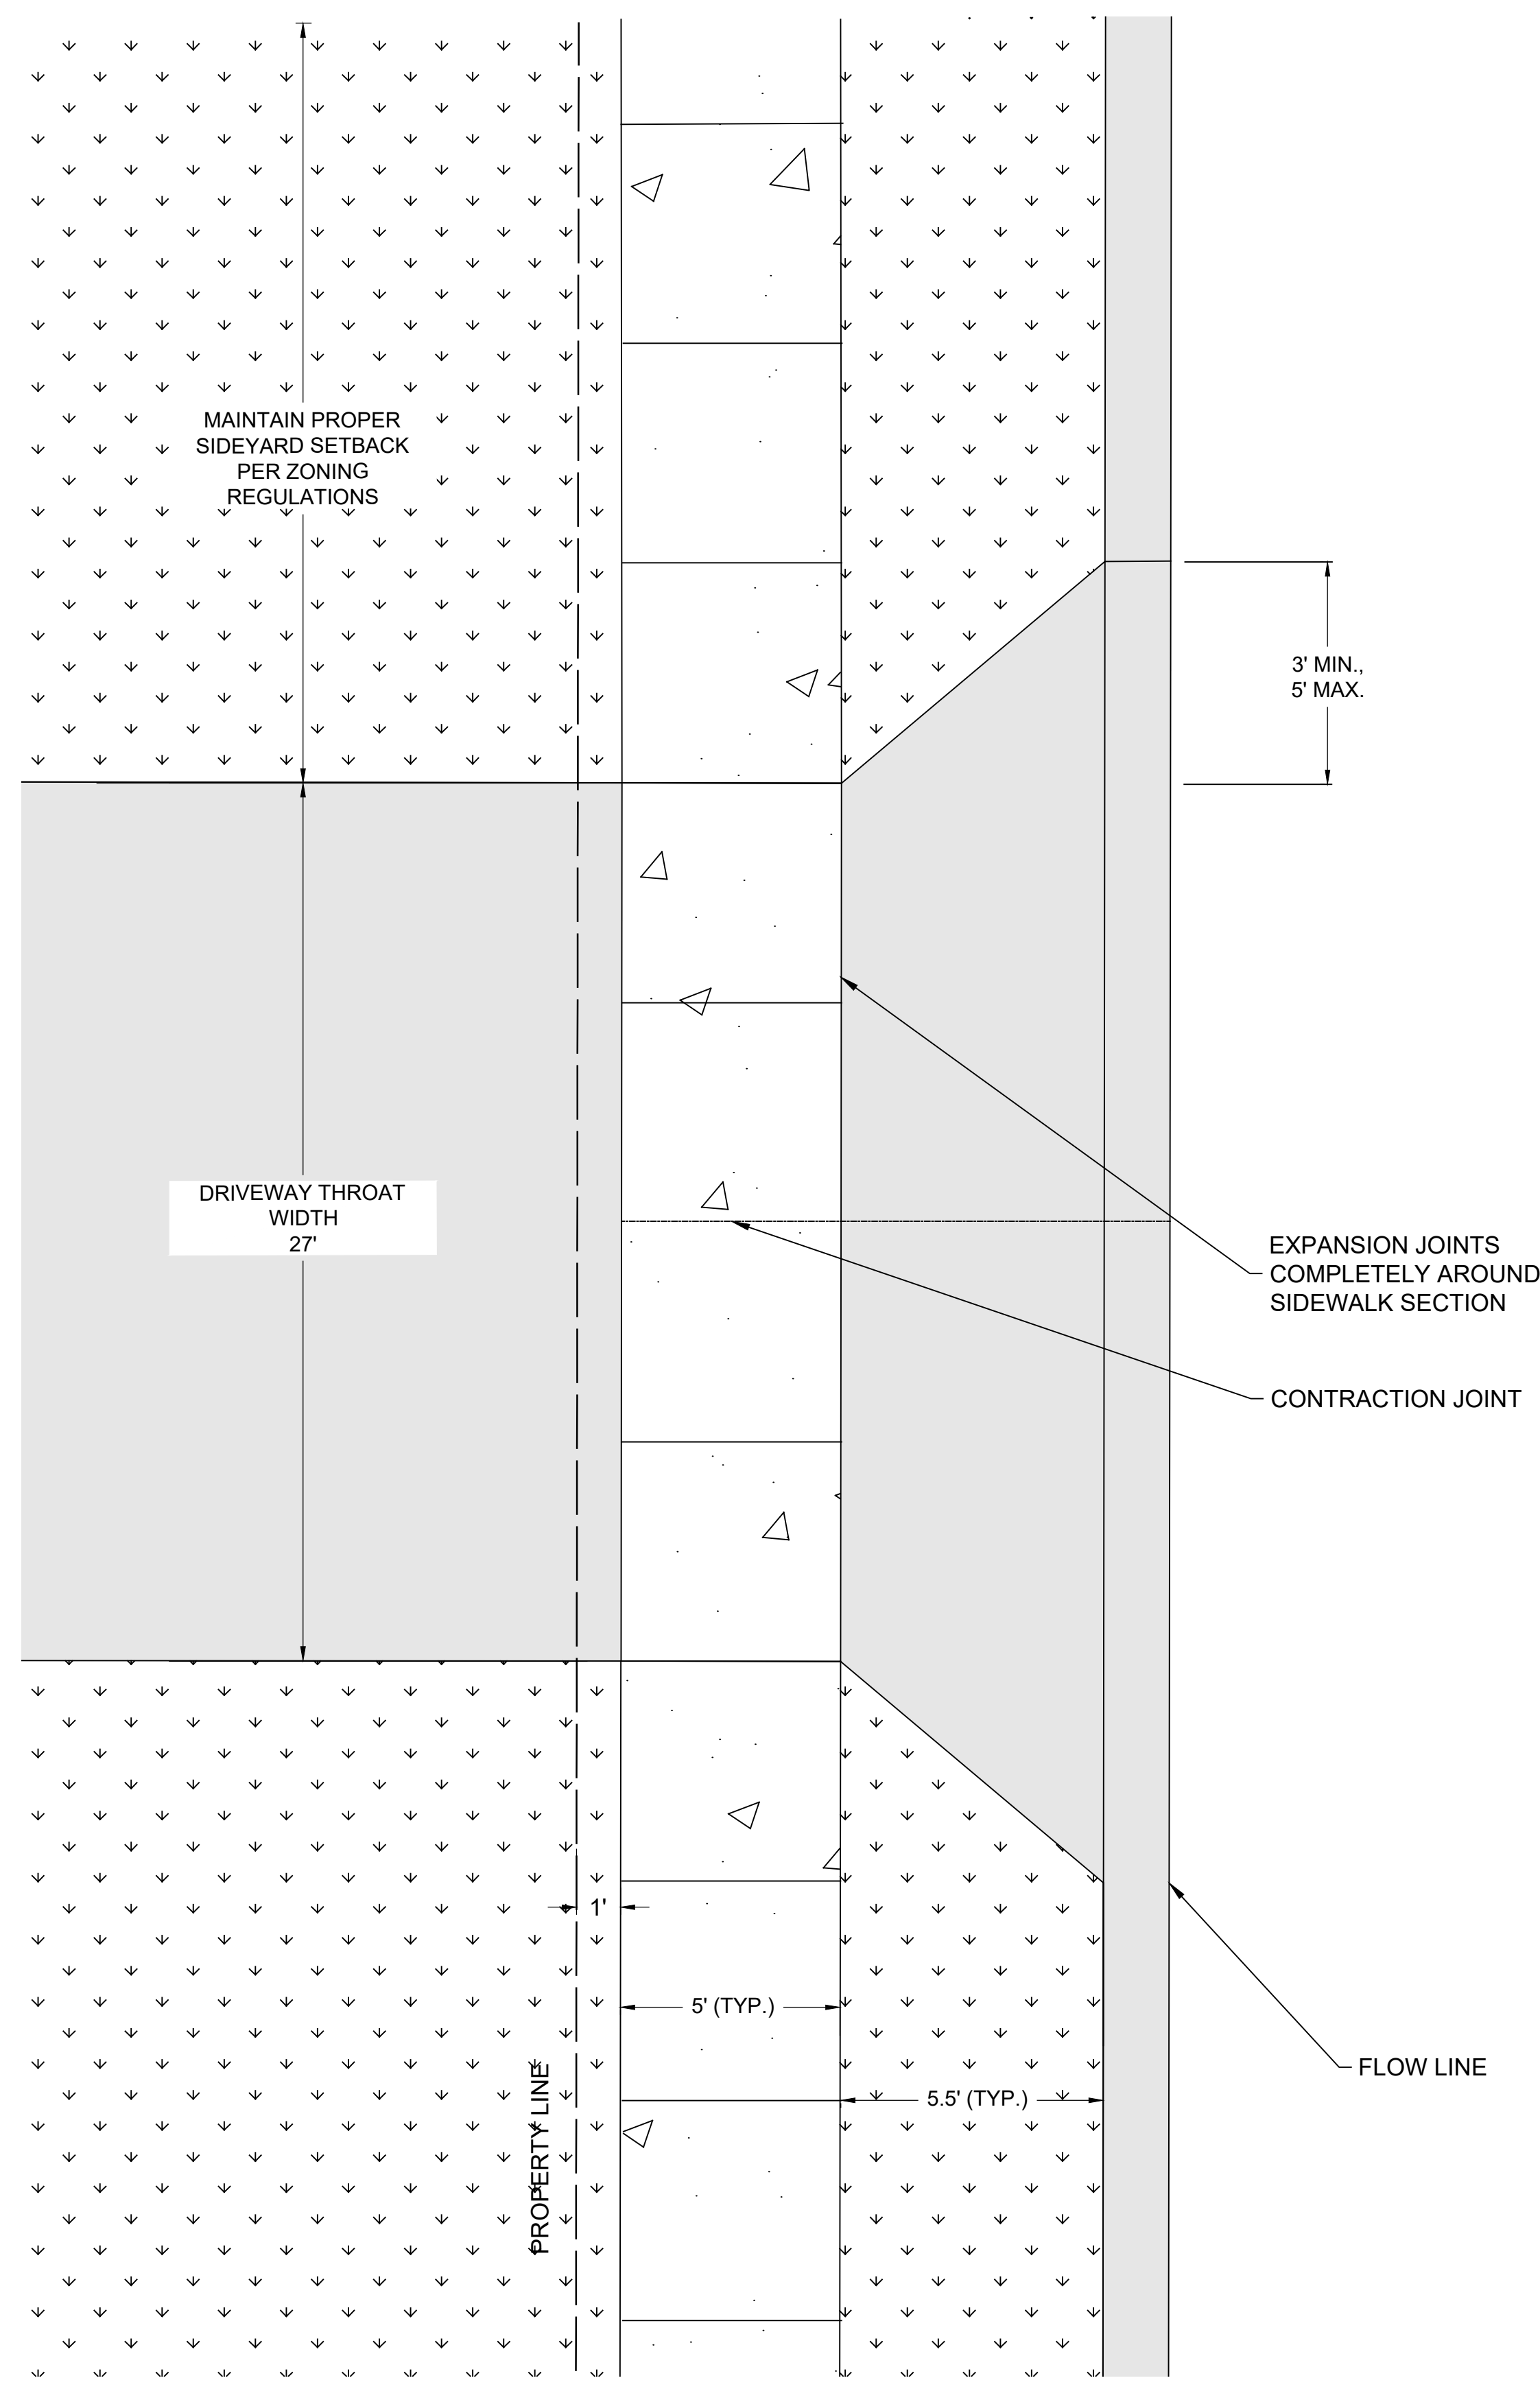 MAINTAIN PROPER
SIDEYARD SETBACK
PER ZONING
REGULATIONS
3' MIN.,
5' MAX.
DRIVEWAY THROAT
WIDTH
27'
EXPANSION JOINTS
COMPLETELY AROUND
SIDEWALK SECTION
CONTRACTION JOINT
1'
5' (TYP.)
PROPERTY LINE
FLOW LINE
5.5' (TYP.)